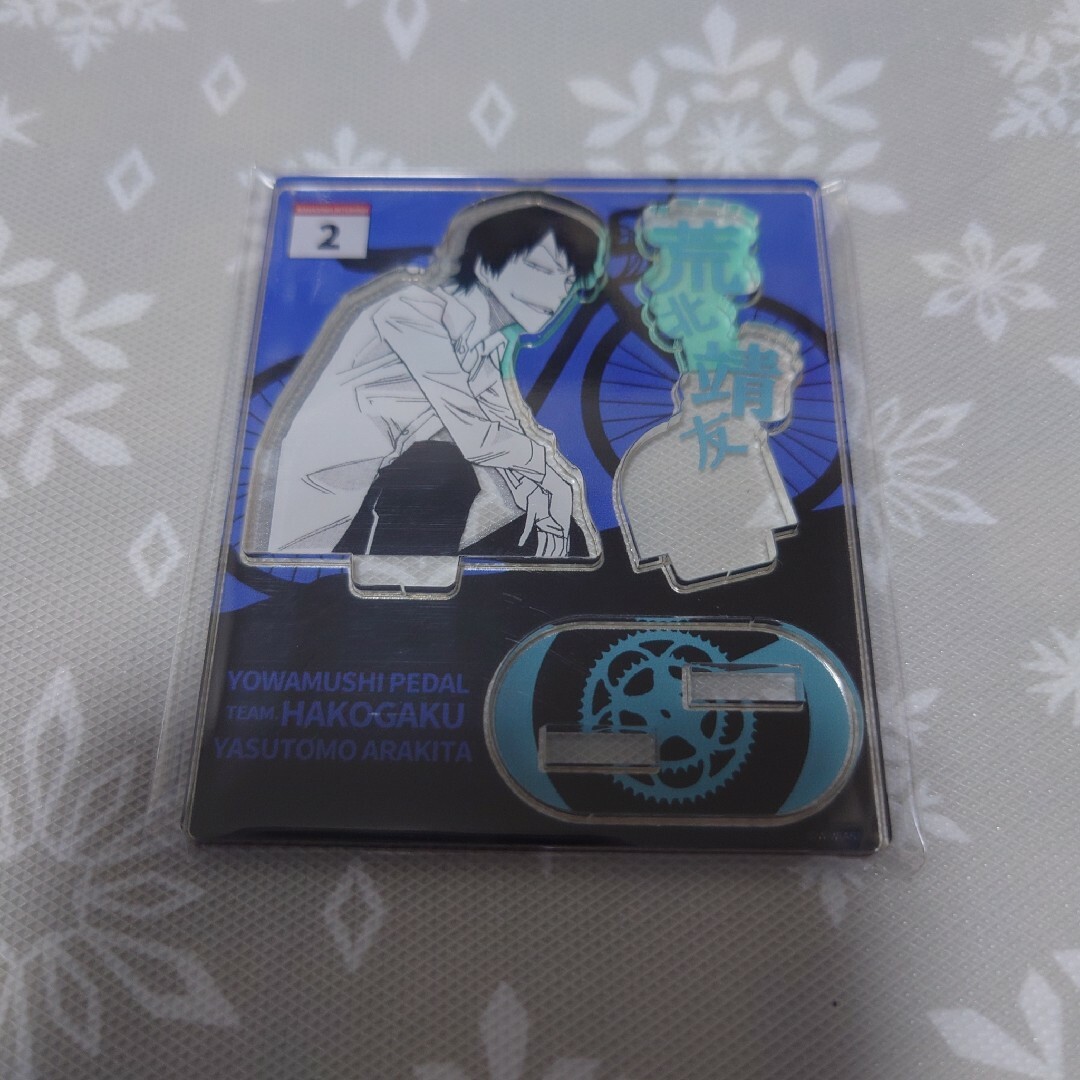 2
荒
北
靖
友
YOWAMUSHI PEDAL
TEAM. HAKOGAKU
YASUTOMO ARAKITA